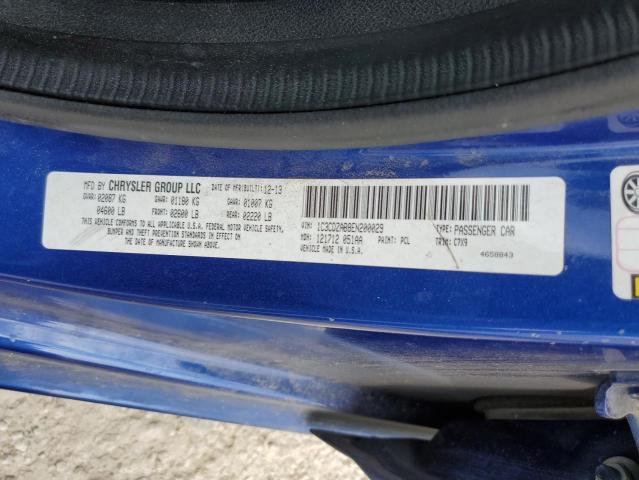 MFD BY CHRYSLER GROUP LLC DATE OF MFR(BUILT):12-13
GVWR: 02087 KG GAWR: 01180 KG GAWR: 01007 KG
04600 LB FRONT: 02600 LB REAR: 02220 LB
THIS VEHICLE CONFORMS TO ALL APPLICABLE U.S.A. FEDERAL MOTOR VEHICLE SAFETY,
BUMPER AND THEFT PREVENTION STANDARDS IN EFFECT ON
THE DATE OF MANUFACTURE SHOWN ABOVE.
VIN: 1C3CDZAB8EN200029 TYPE: PASSENGER CAR
MDH: 121712 051AA PAINT: PCL TRIM: C7X9
VEHICLE MADE IN U.S.A. 4658843